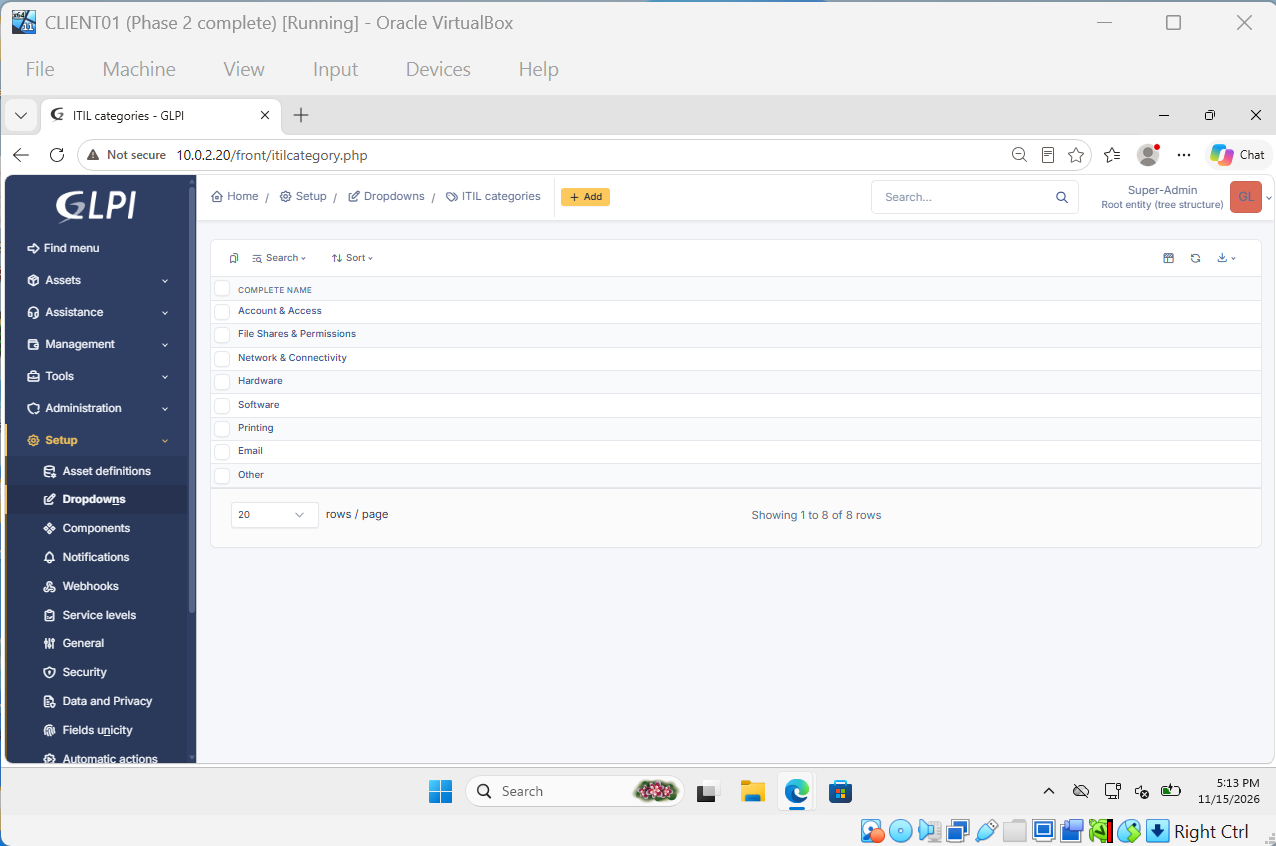 CLIENT01 (Phase 2 complete) [Running] - Oracle VirtualBox
File Machine View Input Devices Help
ITIL categories - GLPI
Not secure 10.0.2.20/front/itilcategory.php
Chat
GLPI
Home / Setup / Dropdowns / ITIL categories
+ Add
Search...
Super-Admin
Root entity (tree structure)
GL
Find menu
Assets
Assistance
Management
Tools
Administration
Setup
Asset definitions
Dropdowns
Components
Notifications
Webhooks
Service levels
General
Security
Data and Privacy
Fields unicity
Automatic actions
Search
Sort
COMPLETE NAME
Account & Access
File Shares & Permissions
Network & Connectivity
Hardware
Software
Printing
Email
Other
20 rows / page
Showing 1 to 8 of 8 rows
Search
5:13 PM
11/15/2026
Right Ctrl